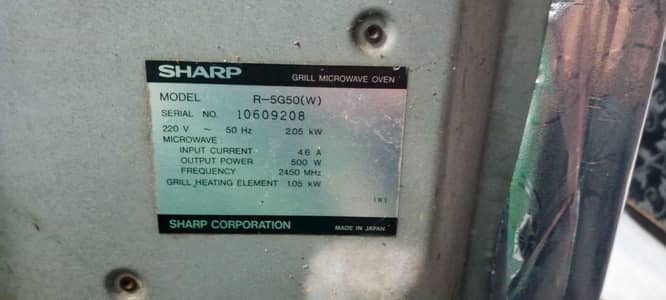 SHARP GRILL MICROWAVE OVEN
MODEL R-5G50(W)
SERIAL NO. 10609208
220 V ~ 50 Hz 2.05 kW
MICROWAVE :
INPUT CURRENT 4.6 A
OUTPUT POWER 500 W
FREQUENCY 2450 MHz
GRILL HEATING ELEMENT 1.05 kW
SHARP CORPORATION MADE IN JAPAN